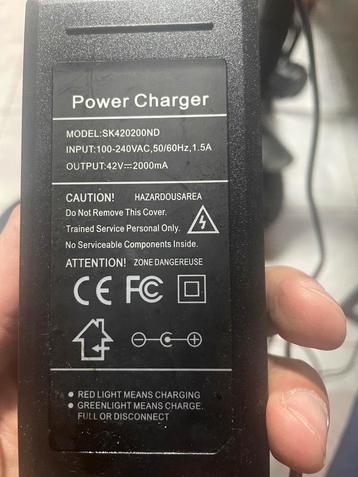 Power Charger
MODEL:SK420200ND
INPUT:100-240VAC,50/60Hz,1.5A
OUTPUT:42V⎓2000mA
CAUTION! HAZARDOUSAREA
Do Not Remove This Cover.
Trained Service Personal Only.
No Serviceable Components Inside.
ATTENTION! ZONE DANGEREUSE
CE FC
● RED LIGHT MEANS CHARGING
● GREENLIGHT MEANS CHARGE.
FULL OR DISCONNECT